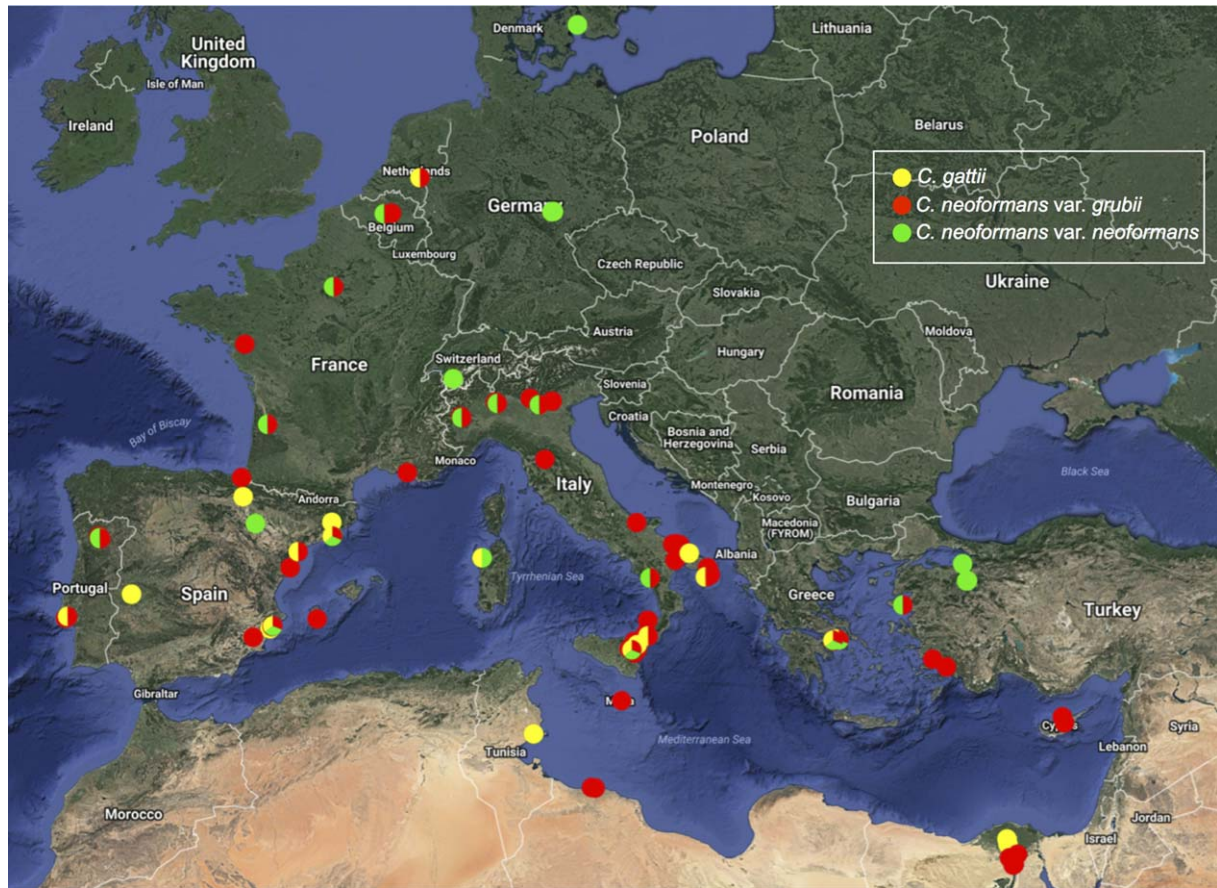 Denmark
Lithuania
United
Kingdom
Isle of Man
Ireland
Belarus
Poland
Netherlands
C. gattii
C. neoformans var. grubii
C. neoformans var. neoformans
Germany
Belgium
Luxembourg
Czech Republic
Ukraine
Slovakia
Austria
Moldova
Hungary
France
Switzerland
Slovenia
Romania
Croatia
Bay of Biscay
Bosnia and
Herzegovina
Serbia
Monaco
Black Sea
Italy
Montenegro
Kosovo
Andorra
Bulgaria
Macedonia
(FYROM)
Albania
Tyrrhenian Sea
Portugal
Spain
Greece
Turkey
Gibraltar
Cyprus
Syria
Mediterranean Sea
Lebanon
Tunisia
Morocco
Israel
Jordan